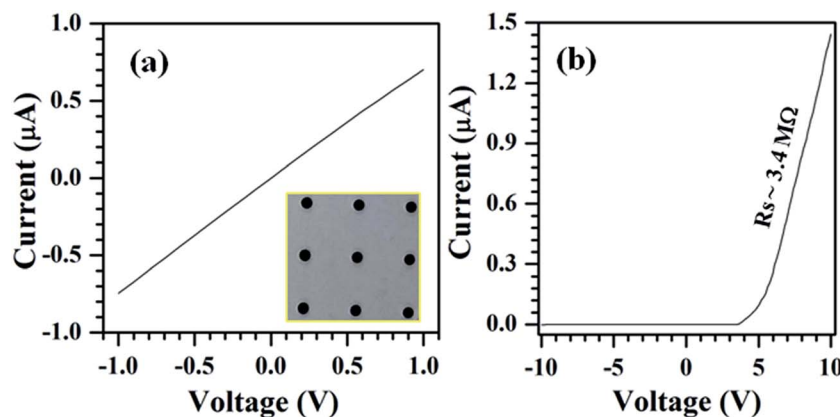 (a)
1.0
0.5
0.0
-0.5
-1.0
Current (μA)
-1.0 -0.5 0.0 0.5 1.0
Voltage (V)
(b)
1.5
1.2
0.9
0.6
0.3
0.0
Current (μA)
Rs ~ 3.4 MΩ
-10 -5 0 5 10
Voltage (V)